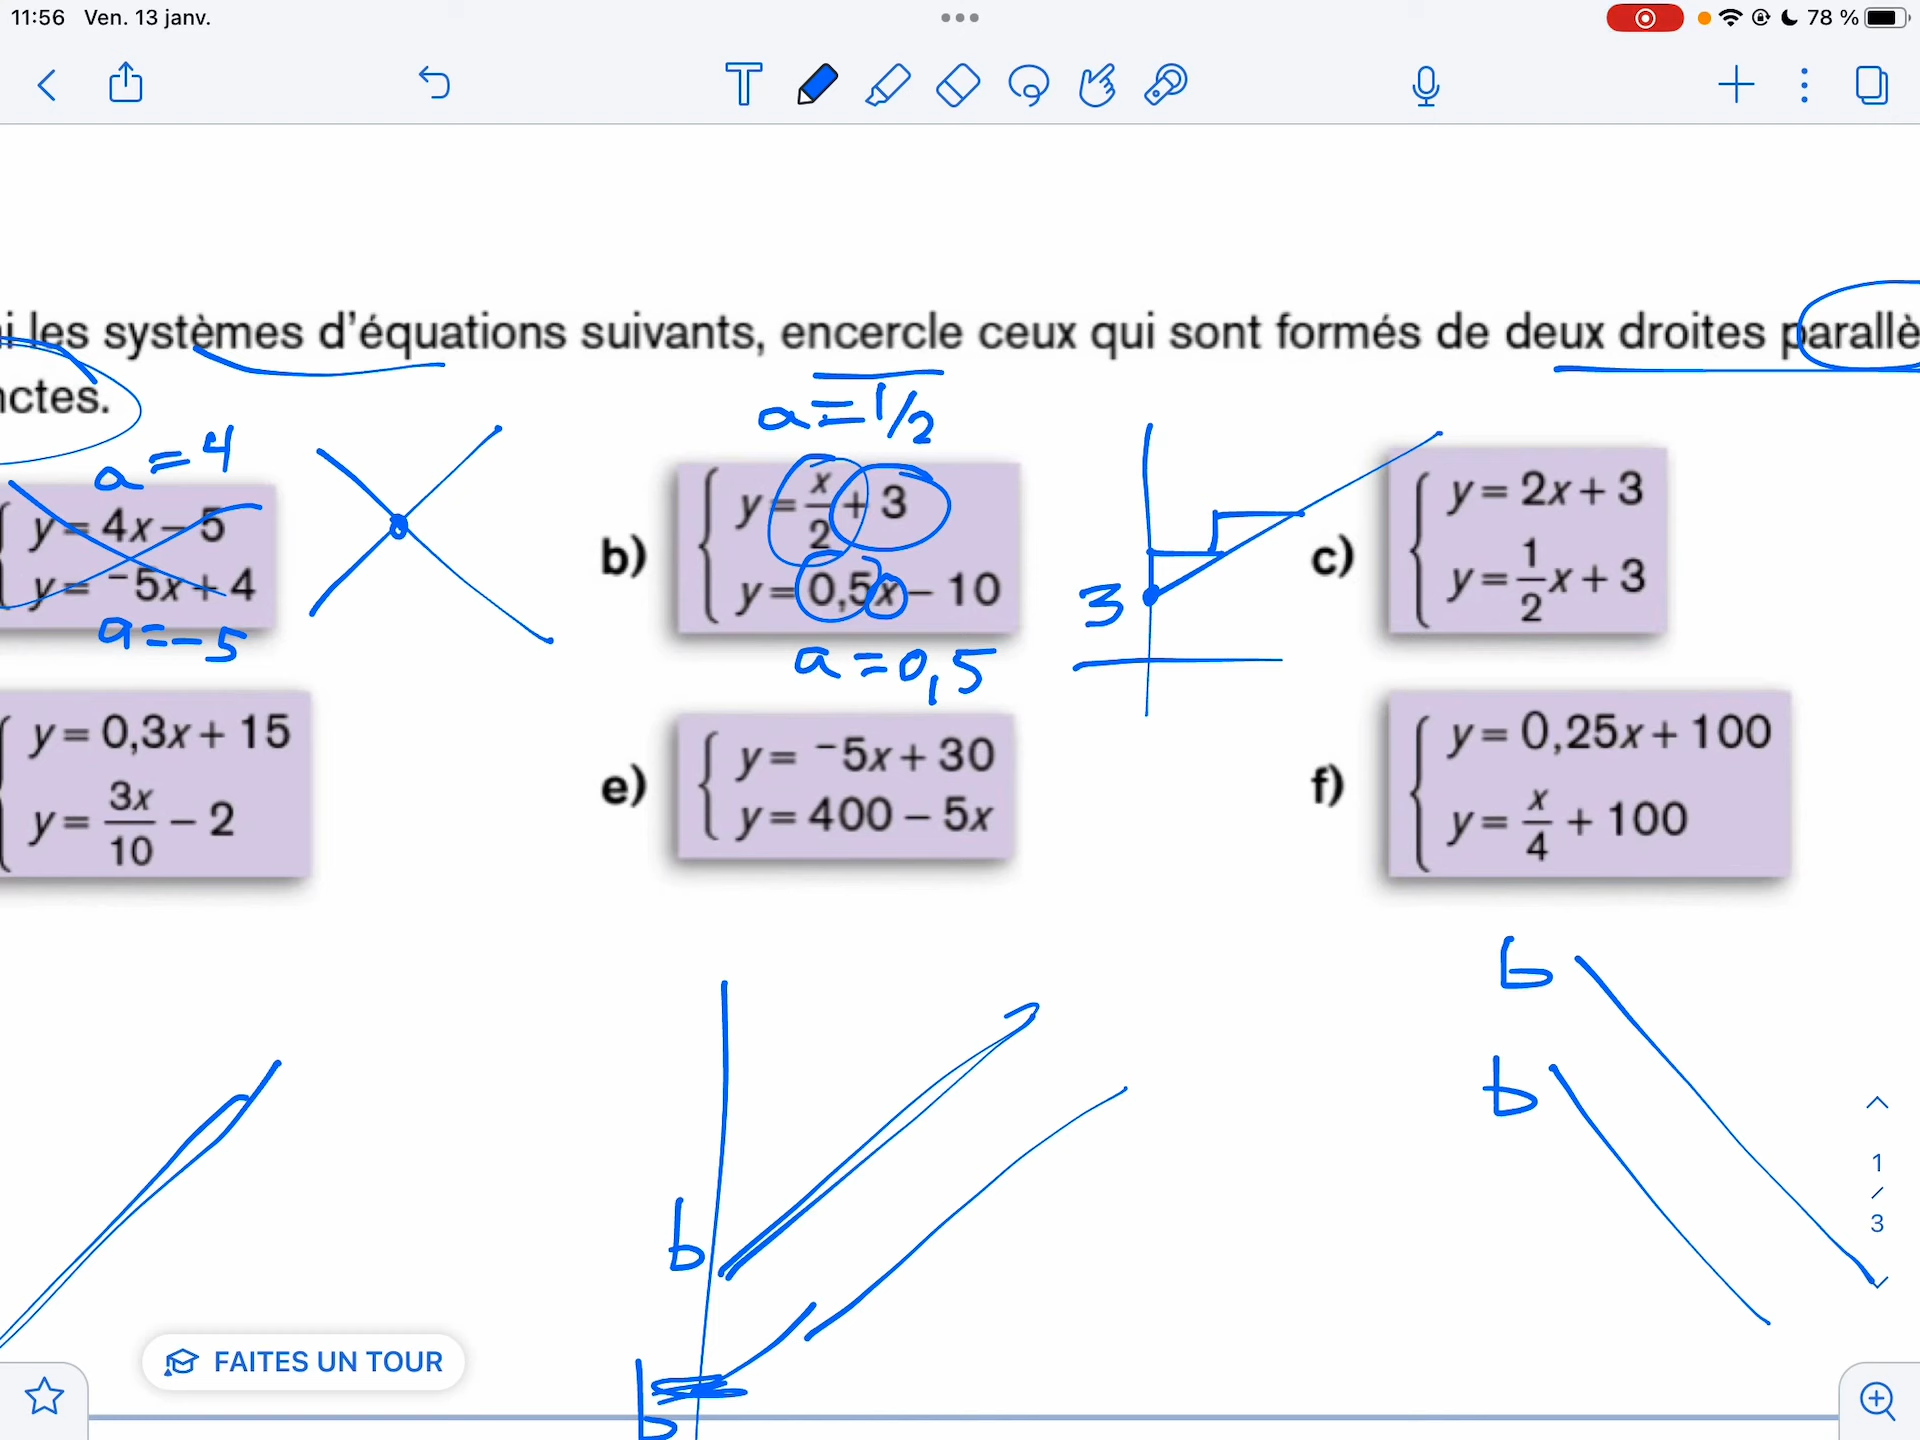 11:56 Ven. 13 janv. 78 %
i les systèmes d'équations suivants, encercle ceux qui sont formés de deux droites parallè
nctes.
a = 4
y = 4x – 5
y = ⁻5x + 4
a = -5
a = 1/2
b) y = x/2 + 3
y = 0,5x – 10
a = 0,5
3
c) y = 2x + 3
y = 1/2 x + 3
y = 0,3x + 15
y = 3x/10 – 2
e) y = ⁻5x + 30
y = 400 – 5x
f) y = 0,25x + 100
y = x/4 + 100
b
b
b
b
1
/
3
FAITES UN TOUR